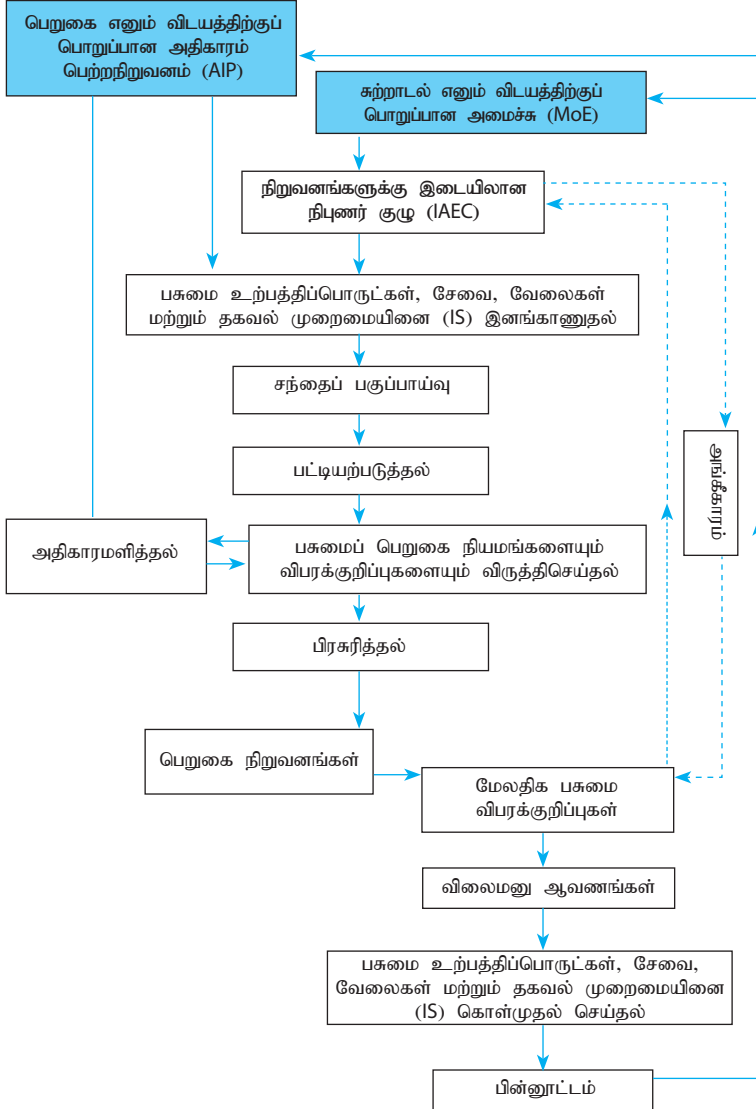 பெறுகை எனும் விடயத்திற்குப்
பொறுப்பான அதிகாரம்
பெற்றநிறுவனம் (AIP)
சுற்றாடல் எனும் விடயத்திற்குப்
பொறுப்பான அமைச்சு (MoE)
நிறுவனங்களுக்கு இடையிலான
நிபுணர் குழு (IAEC)
பசுமை உற்பத்திப்பொருட்கள், சேவை, வேலைகள்
மற்றும் தகவல் முறைமையினை (IS) இனங்காணுதல்
சந்தைப் பகுப்பாய்வு
பட்டியற்படுத்தல்
அங்கீகாரம்
அதிகாரமளித்தல்
பசுமைப் பெறுகை நியமங்களையும்
விபரக்குறிப்புகளையும் விருத்திசெய்தல்
பிரசுரித்தல்
பெறுகை நிறுவனங்கள்
மேலதிக பசுமை
விபரக்குறிப்புகள்
விலைமனு ஆவணங்கள்
பசுமை உற்பத்திப்பொருட்கள், சேவை,
வேலைகள் மற்றும் தகவல் முறைமையினை
(IS) கொள்முதல் செய்தல்
பின்னூட்டம்